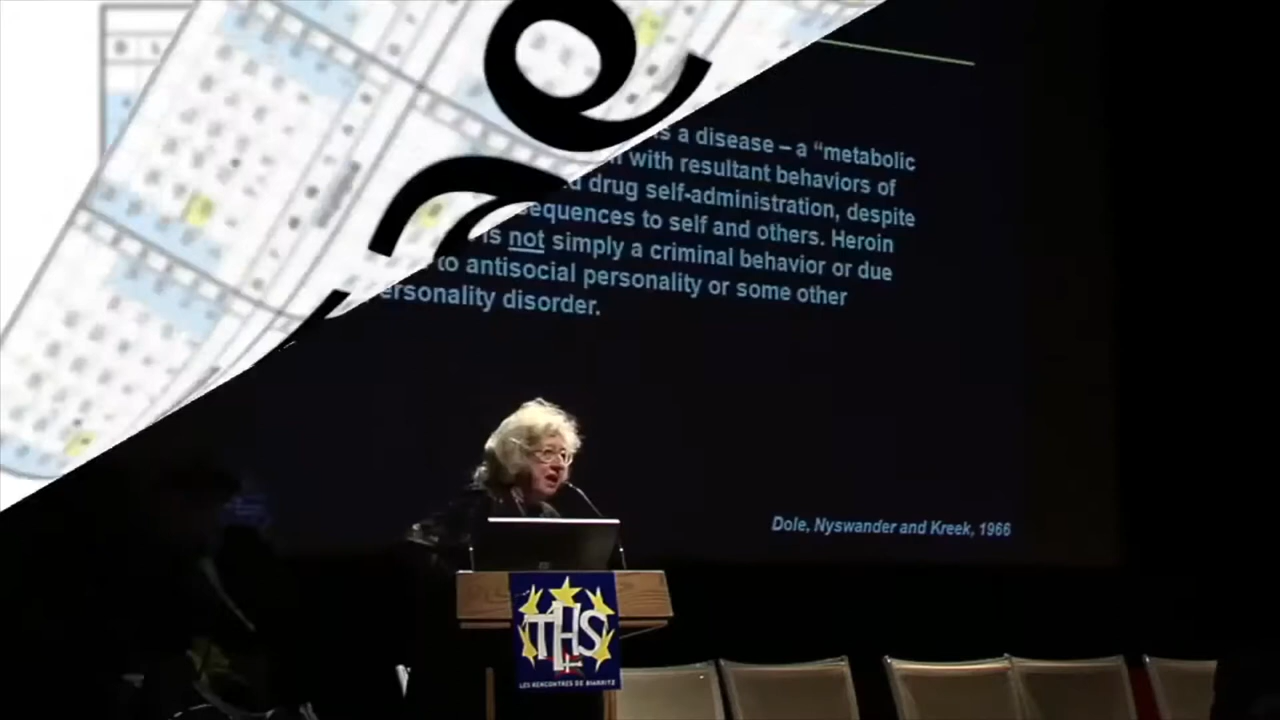 is a disease – a “metabolic
with resultant behaviors of
drug self-administration, despite
to self and others. Heroin
is not simply a criminal behavior or due
to antisocial personality or some other
personality disorder.
Dole, Nyswander and Kreek, 1966
THS
LES RENCONTRES DE BIARRITZ